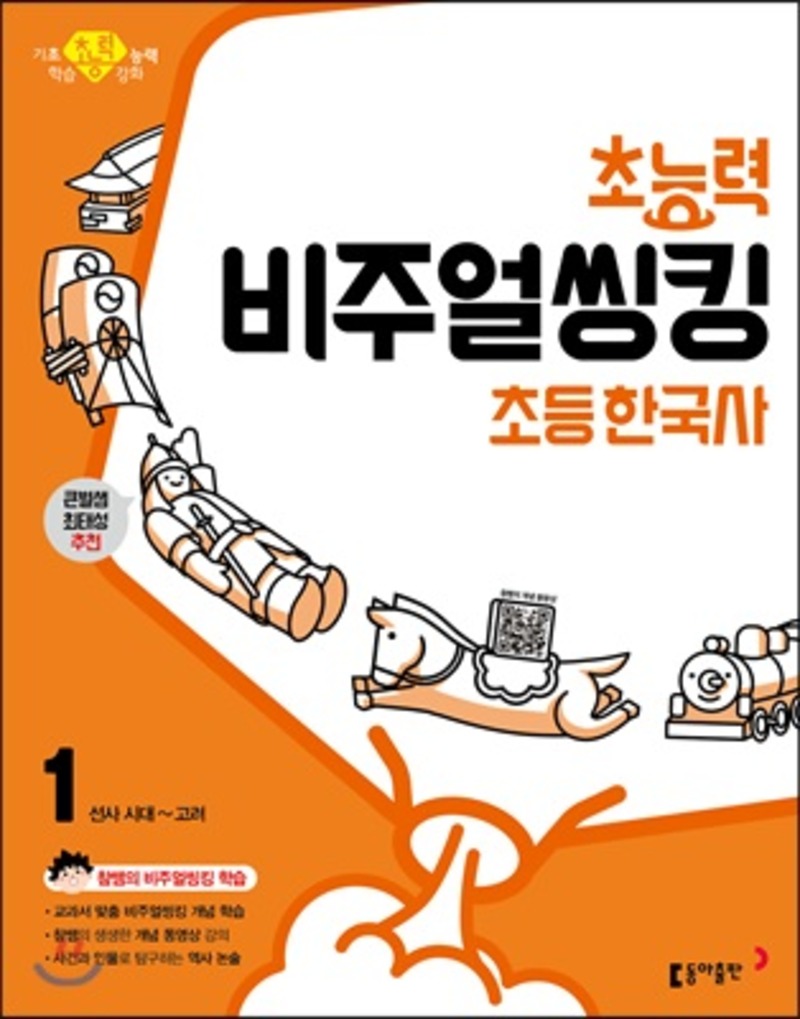 기초 초능력 능력
학습 강화
초능력
비주얼씽킹
초등 한국사
큰별쌤
최태성
추천
1 선사 시대 ~ 고려
참쌤의 비주얼씽킹 학습
• 교과서 맞춤 비주얼씽킹 개념 학습
• 참쌤의 생생한 개념 동영상 강의
• 사건과 인물로 탐구하는 역사 논술
동아출판